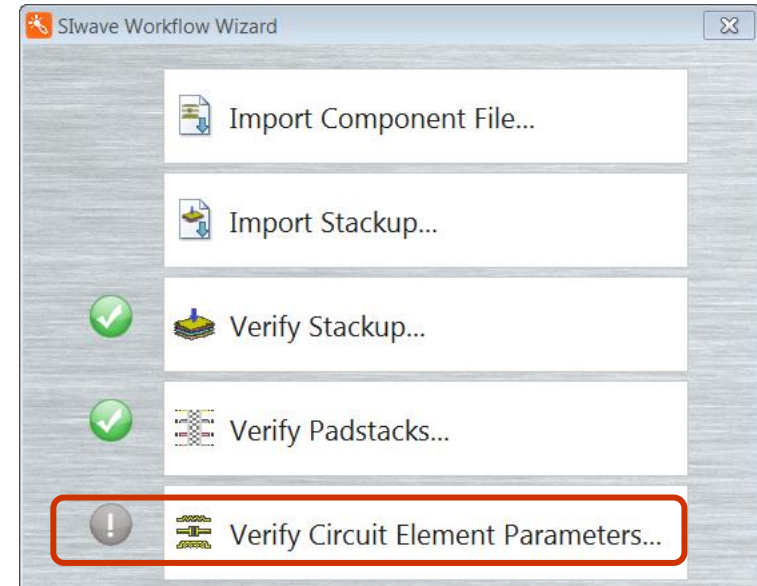 SIwave Workflow Wizard
Import Component File...
Import Stackup...
Verify Stackup...
Verify Padstacks...
Verify Circuit Element Parameters...